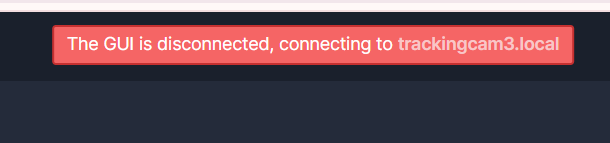 The GUI is disconnected, connecting to trackingcam3.local